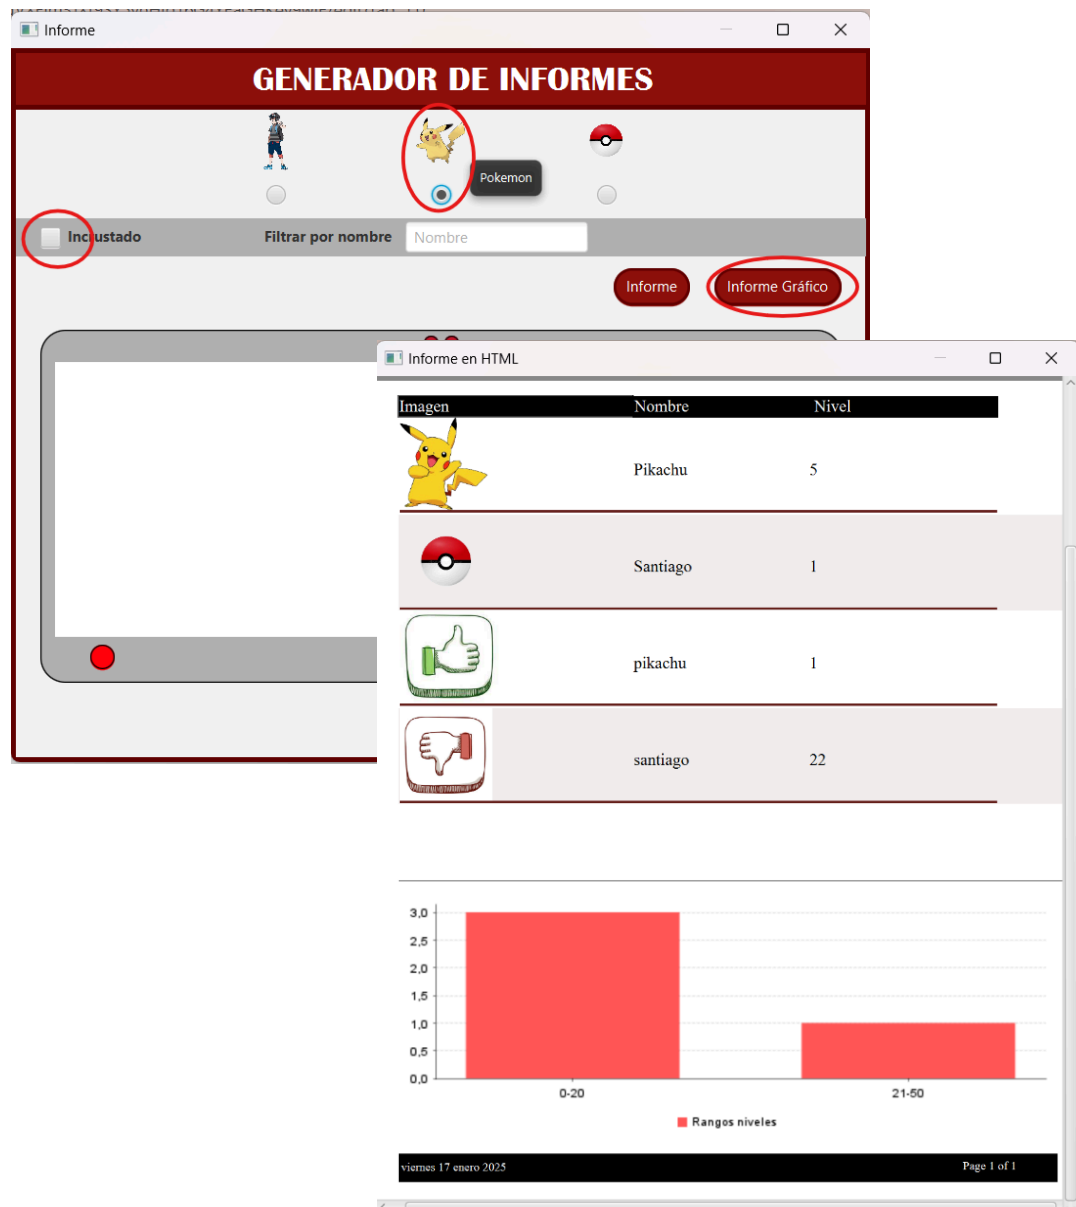 Informe
GENERADOR DE INFORMES
Pokemon
Incrustado
Filtrar por nombre
Nombre
Informe
Informe Gráfico
Informe en HTML
Imagen Nombre Nivel
Pikachu 5
Santiago 1
pikachu 1
santiago 22
3,0
2,5
2,0
1,5
1,0
0,5
0,0
0-20 21-50
Rangos niveles
viernes 17 enero 2025 Page 1 of 1